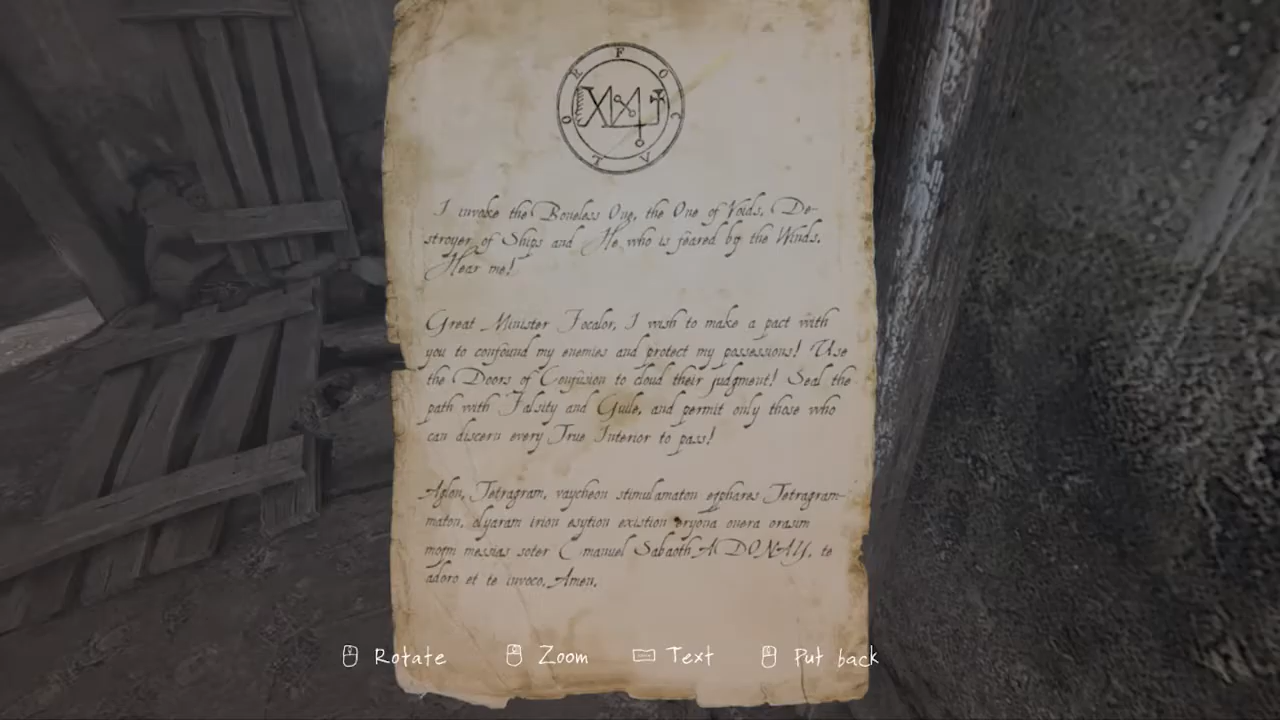 F O C V T O R
I invoke the Boneless One, the One of Voids, De-
stroyer of Ships and He who is feared by the Winds.
Hear me!
Great Minister Focalor, I wish to make a pact with
you to confound my enemies and protect my possessions! Use
the Doors of Confusion to cloud their judgment! Seal the
path with Falsity and Guile, and permit only those who
can discern every True Interior to pass!
Aglon, Tetragram, vaycheon stimulamaton ezphares Tetragram-
maton, olyaram irion esytion existion eryona onera orasim
mozm messias soter Emanuel Sabaoth ADONAY, te
adoro et te invoco. Amen.
Rotate Zoom Text Put back